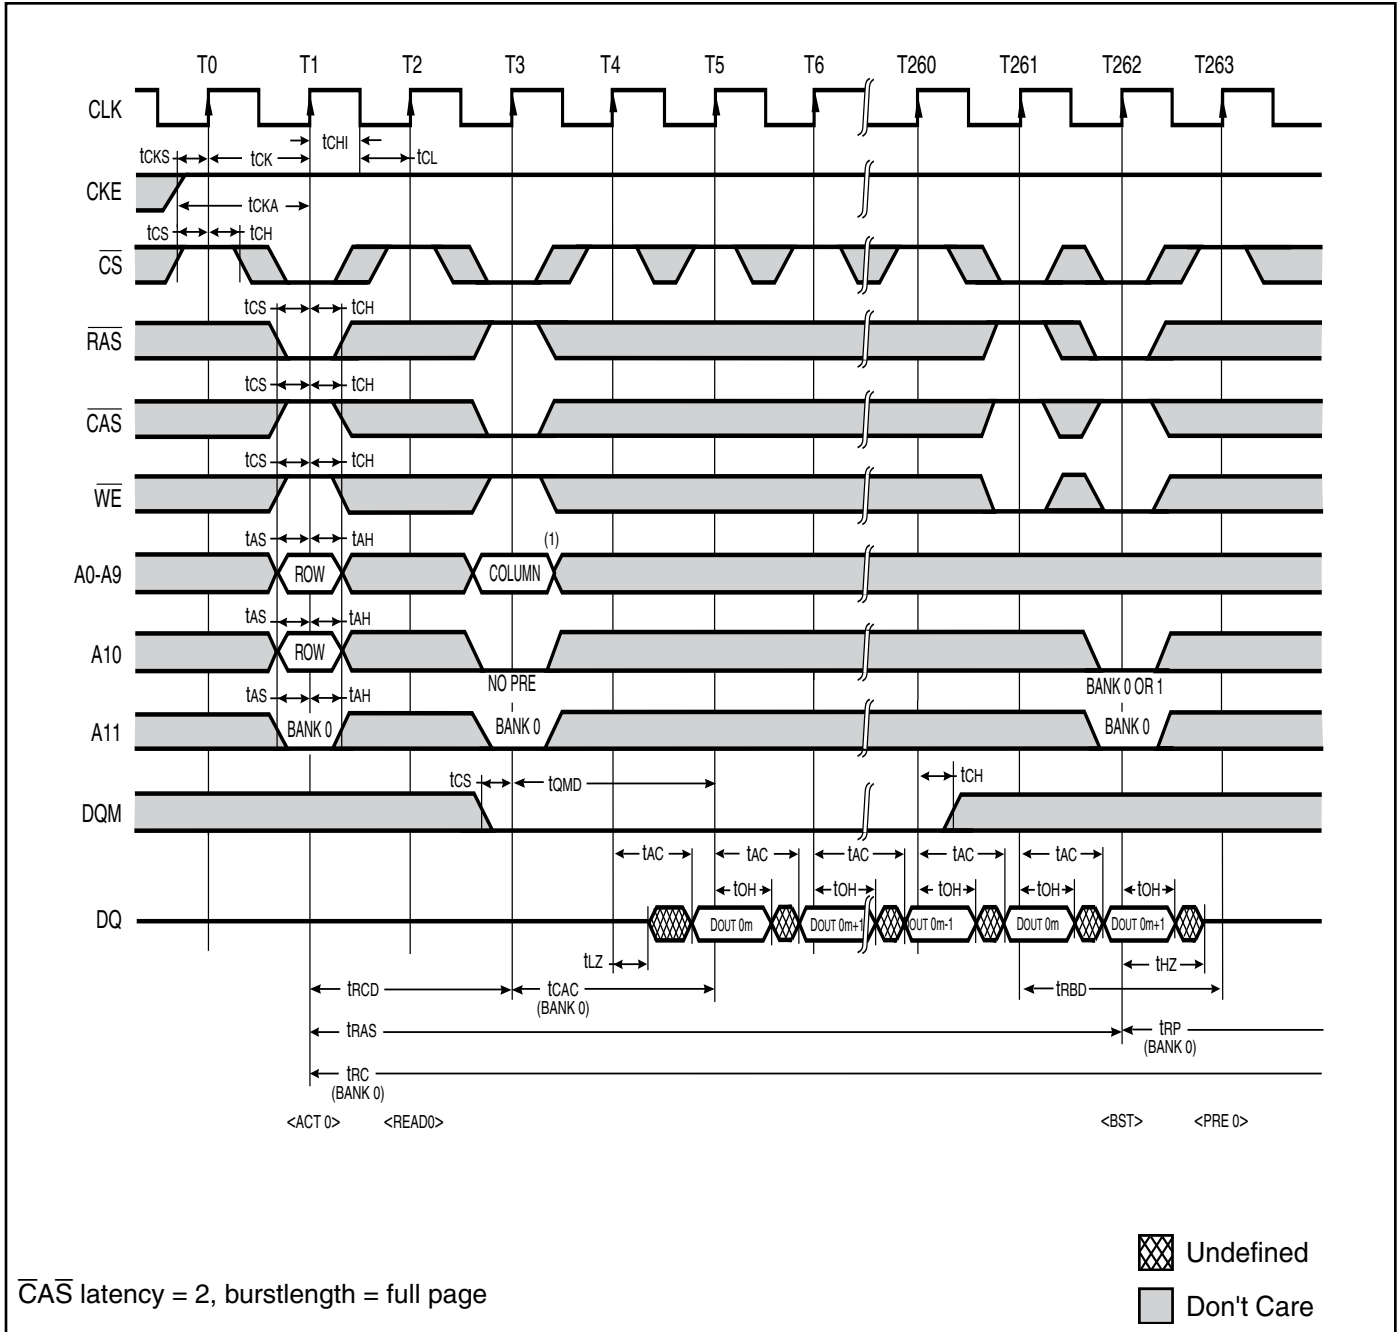 T0 T1 T2 T3 T4 T5 T6 T260 T261 T262 T263
CLK
tCHI
tCKS tCK tCL
CKE
tCKA
tCS tCH
CS
tCS tCH
RAS
tCS tCH
CAS
tCS tCH
WE
tAS tAH (1)
A0-A9 ROW COLUMN
tAS tAH
A10 ROW
NO PRE BANK 0 OR 1
tAS tAH
A11 BANK 0 BANK 0 BANK 0
tCS tQMD tCH
DQM
tAC tAC tAC tAC tAC
tOH tOH tOH tOH tOH
DQ DOUT 0m DOUT 0m+1 OUT 0m-1 DOUT 0m DOUT 0m+1
tLZ tHZ
tRCD tCAC tRBD
(BANK 0)
tRAS tRP
(BANK 0)
tRC
(BANK 0)
<ACT 0> <READ0> <BST> <PRE 0>
Undefined
CAS latency = 2, burstlength = full page
Don't Care